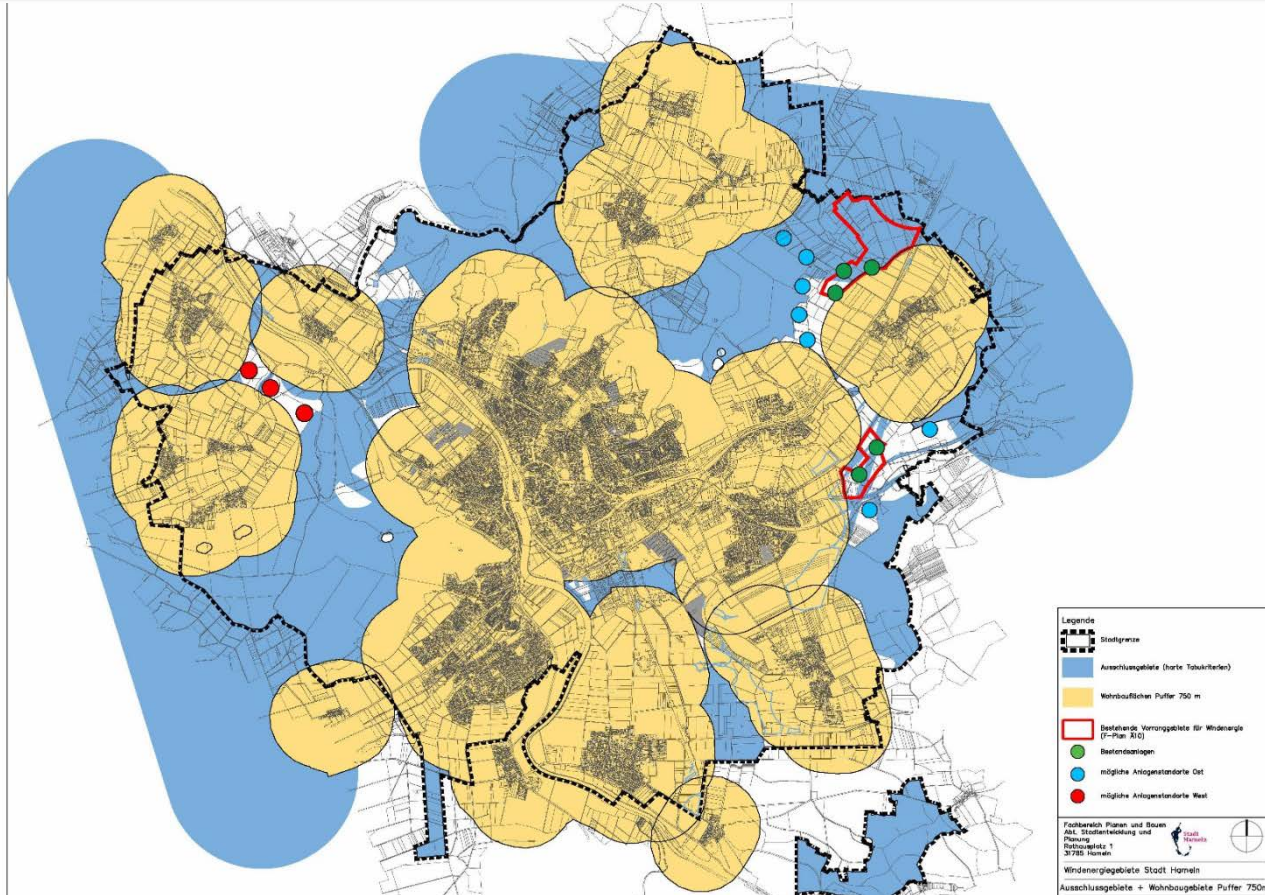 Legende
Stadtgrenze
Ausschlussgebiete (harte Tabukriterien)
Wohnbauflächen Puffer 750 m
Bestehende Vorranggebiete für Windenergie
(F-Plan Ä10)
Bestandsanlagen
mögliche Anlagenstandorte Ost
mögliche Anlagenstandorte West
Fachbereich Planen und Bauen
Abt. Stadtentwicklung und
Planung
Rathausplatz 1
31785 Hameln
Stadt
Hameln
Windenergiegebiete Stadt Hameln
Ausschlussgebiete + Wohnbaugebiete Puffer 750m